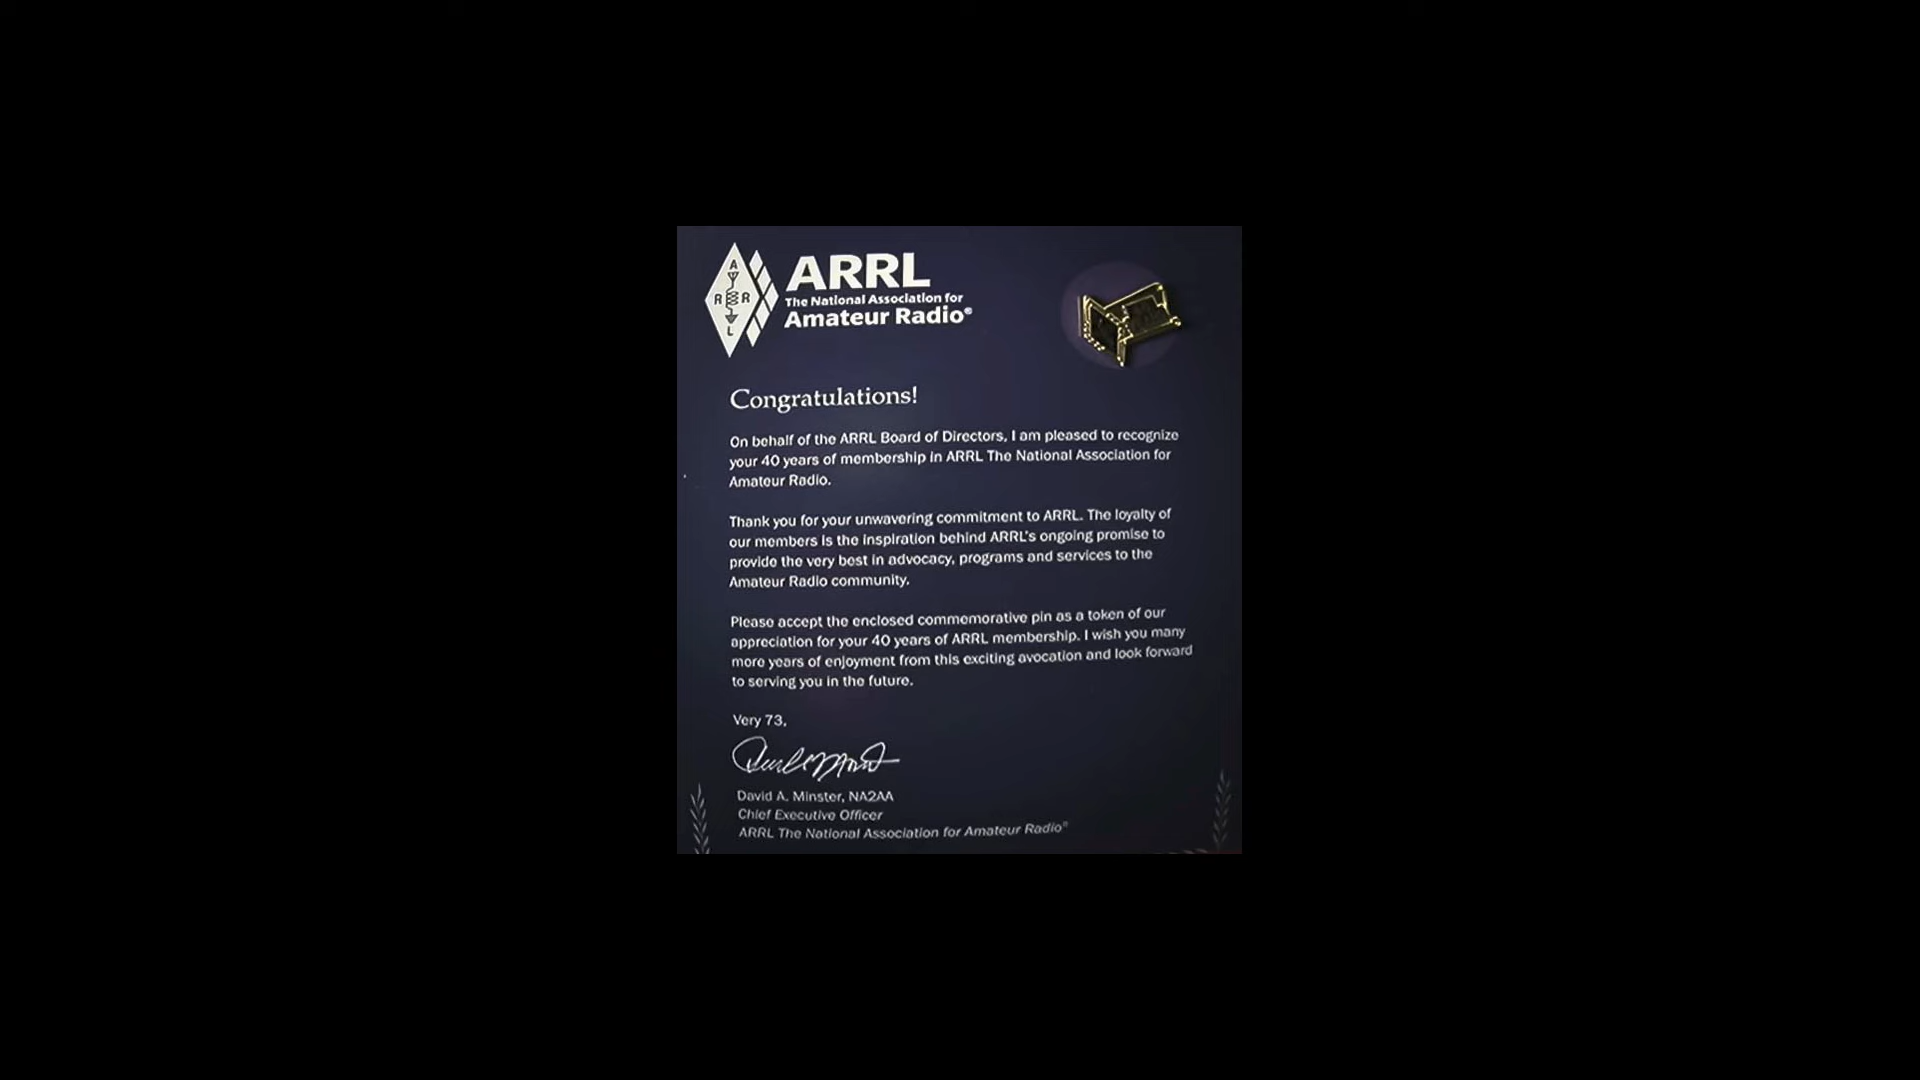 A
R R
L
ARRL
The National Association for
Amateur Radio®
Congratulations!
On behalf of the ARRL Board of Directors, I am pleased to recognize
your 40 years of membership in ARRL The National Association for
Amateur Radio.
Thank you for your unwavering commitment to ARRL. The loyalty of
our members is the inspiration behind ARRL's ongoing promise to
provide the very best in advocacy, programs and services to the
Amateur Radio community.
Please accept the enclosed commemorative pin as a token of our
appreciation for your 40 years of ARRL membership. I wish you many
more years of enjoyment from this exciting avocation and look forward
to serving you in the future.
Very 73,
David A. Minster, NA2AA
Chief Executive Officer
ARRL The National Association for Amateur Radio®